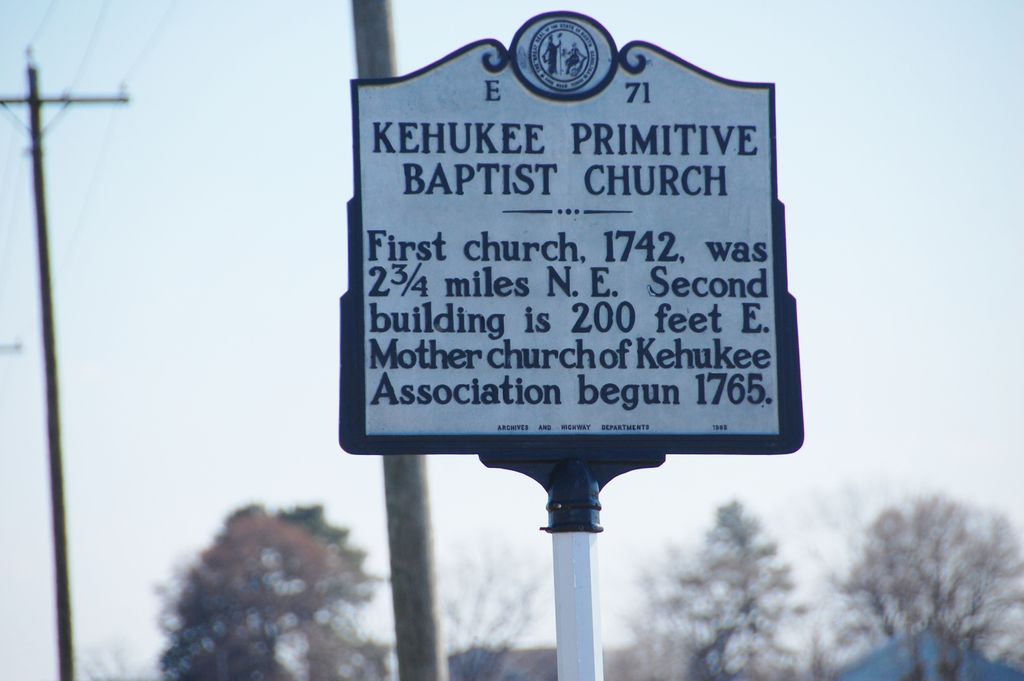 E 71
KEHUKEE PRIMITIVE
BAPTIST CHURCH
First church, 1742, was
2¾ miles N. E. Second
building is 200 feet E.
Mother church of Kehukee
Association begun 1765.
ARCHIVES AND HIGHWAY DEPARTMENTS